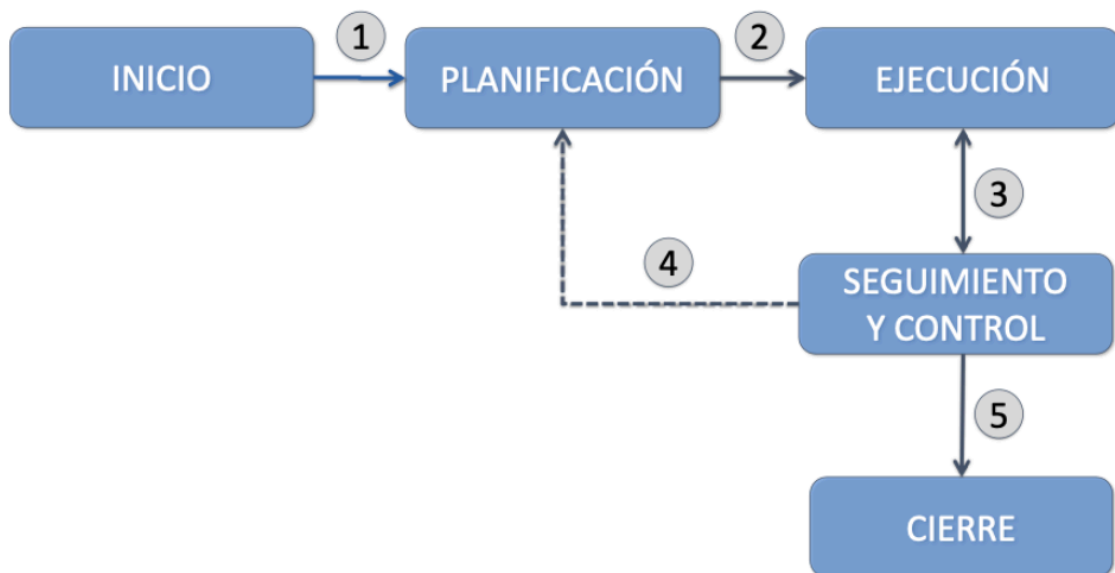 1
2
INICIO
PLANIFICACIÓN
EJECUCIÓN
3
4
SEGUIMIENTO
Y CONTROL
5
CIERRE